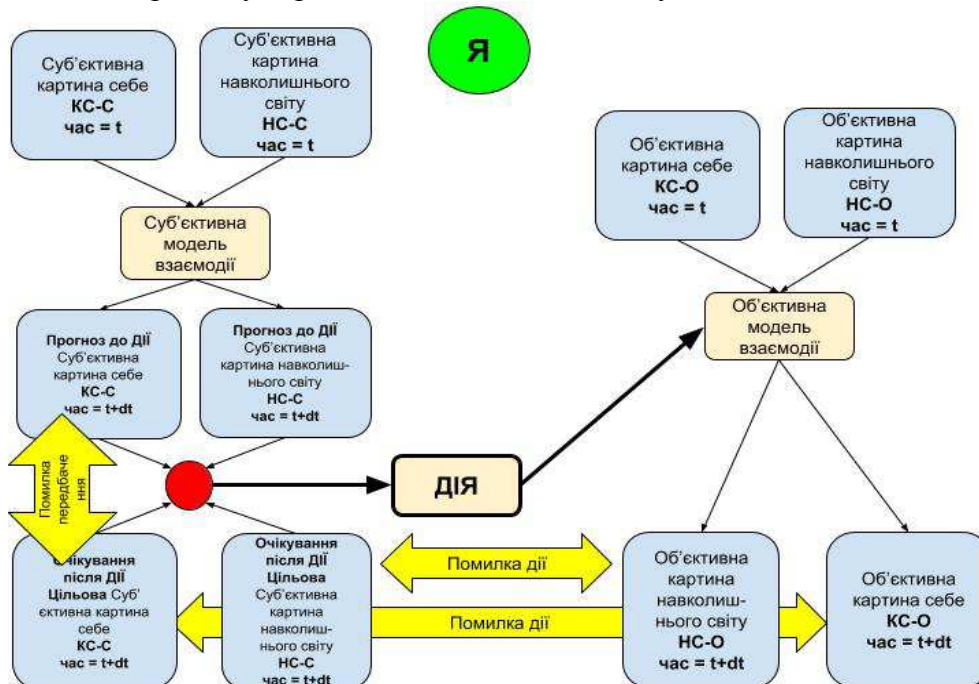 Я
Суб'єктивна
картина себе
КС-С
час = t
Суб'єктивна
картина
навколишнього
світу
НС-С
час = t
Об'єктивна
картина себе
КС-О
час = t
Об'єктивна
картина
навколишнього
світу
НС-О
час = t
Суб'єктивна
модель
взаємодії
Об'єктивна
модель
взаємодії
Прогноз до ДІЇ
Суб'єктивна
картина себе
КС-С
час = t+dt
Прогноз до ДІЇ
Суб'єктивна
картина навколиш-
нього світу
НС-С
час = t+dt
Помилка
передбаче
ння
ДІЯ
Очікування
після ДІЇ
Цільова Суб'
єктивна картина
себе
КС-С
час = t+dt
Очікування
після ДІЇ
Цільова
Суб'єктивна
картина
навколиш-
нього світу
НС-С
час = t+dt
Помилка дії
Помилка дії
Об'єктивна
картина
навколиш-
нього світу
НС-О
час = t+dt
Об'єктивна
картина себе
КС-О
час = t+dt